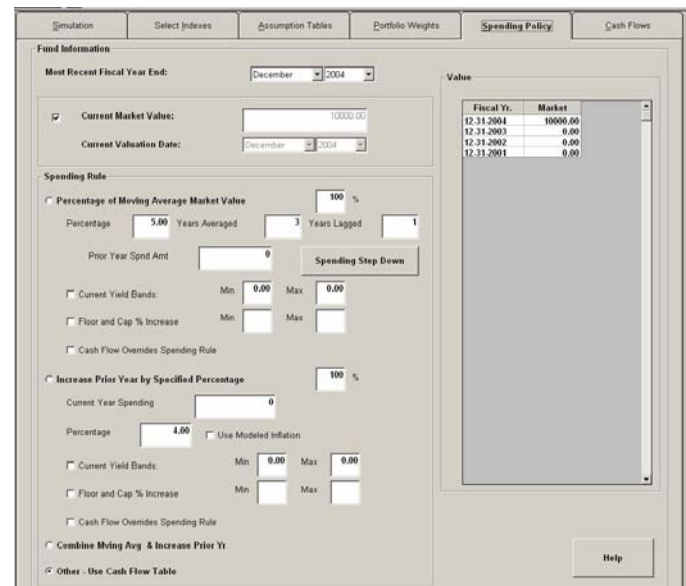 Simulation Select Indexes Assumption Tables Portfolio Weights Spending Policy Cash Flows
Fund Information
Most Recent Fiscal Year End: December 2004
Current Market Value: 10000.00
Current Valuation Date: December 2004
Value
Fiscal Yr. Market
12-31-2004 10000.00
12-31-2003 0.00
12-31-2002 0.00
12-31-2001 0.00
Spending Rule
Percentage of Moving Average Market Value 100 %
Percentage 5.00 Years Averaged 3 Years Lagged 1
Prior Year Spnd Amt 0 Spending Step Down
Current Yield Bands: Min 0.00 Max 0.00
Floor and Cap % Increase Min Max
Cash Flow Overrides Spending Rule
Increase Prior Year by Specified Percentage 100 %
Current Year Spending 0
Percentage 4.00 Use Modeled Inflation
Current Yield Bands: Min 0.00 Max 0.00
Floor and Cap % Increase Min Max
Cash Flow Overrides Spending Rule
Combine Mving Avg & Increase Prior Yr
Other - Use Cash Flow Table
Help